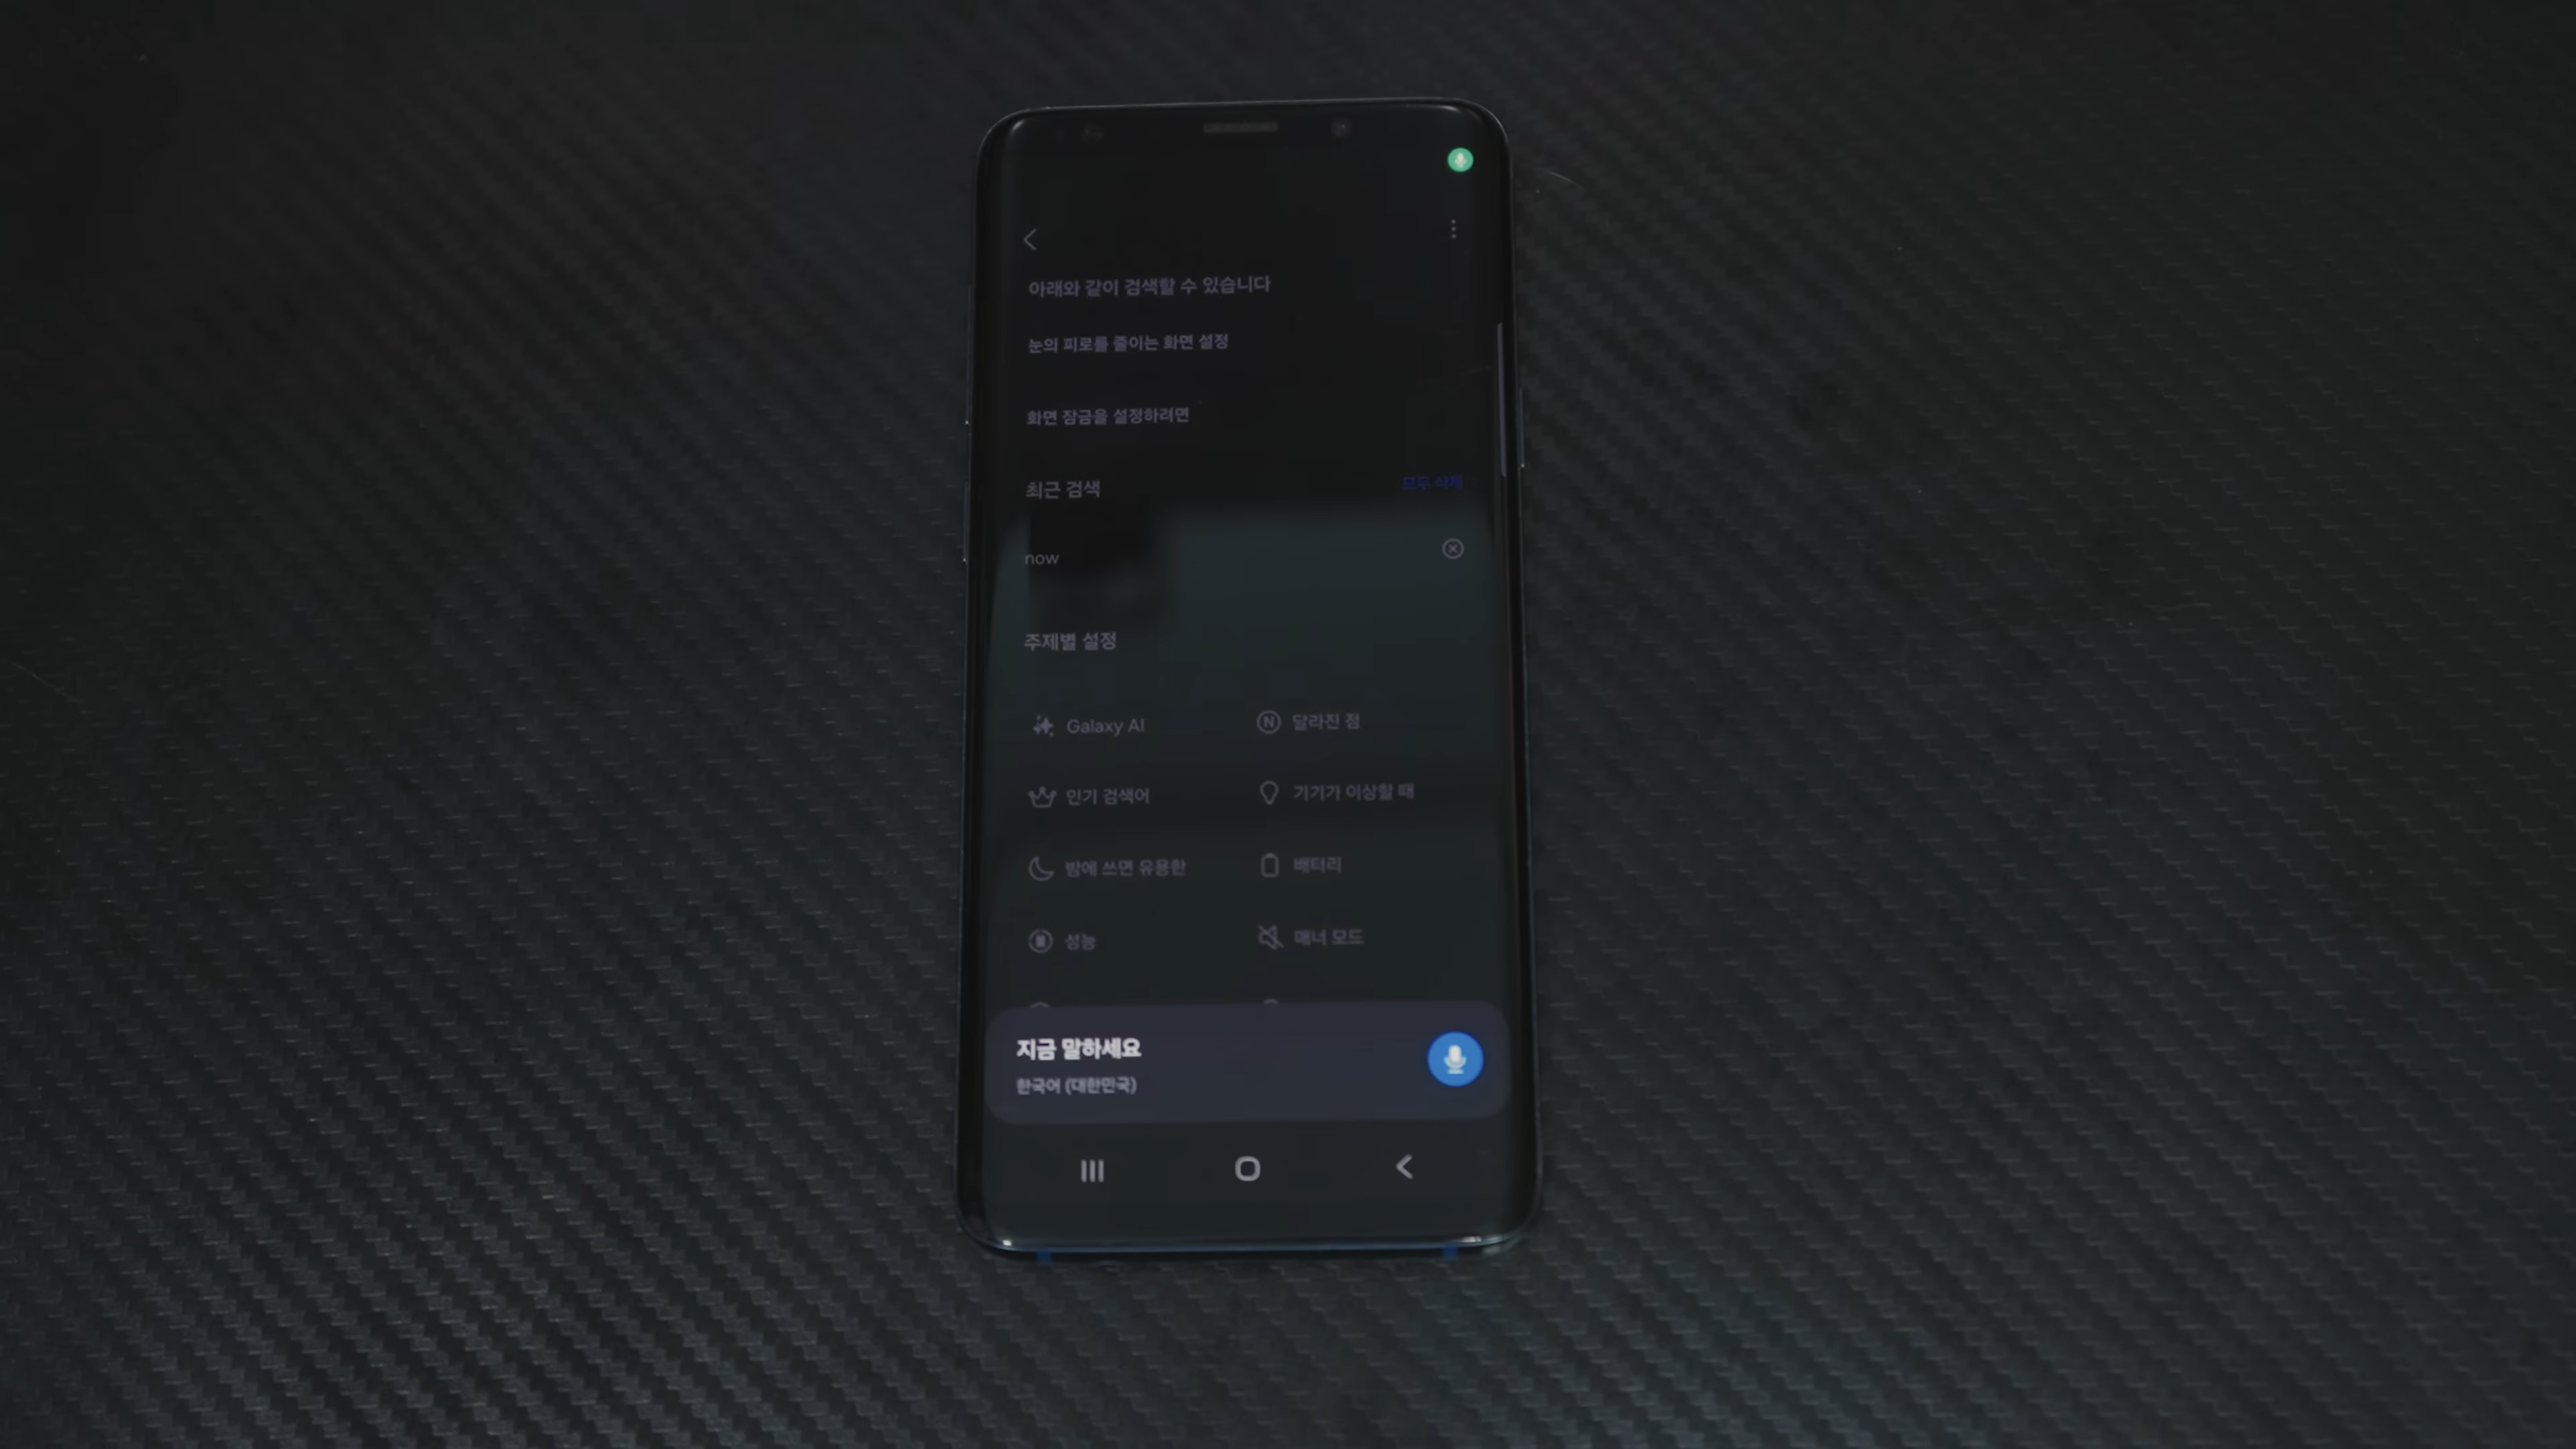 아래와 같이 검색할 수 있습니다
눈의 피로를 줄이는 화면 설정
화면 잠금을 설정하려면
최근 검색
모두 삭제
now
주제별 설정
Galaxy AI
N 달라진 점
인기 검색어
기기가 이상할 때
밤에 쓰면 유용한
배터리
성능
매너 모드
지금 말하세요
한국어 (대한민국)